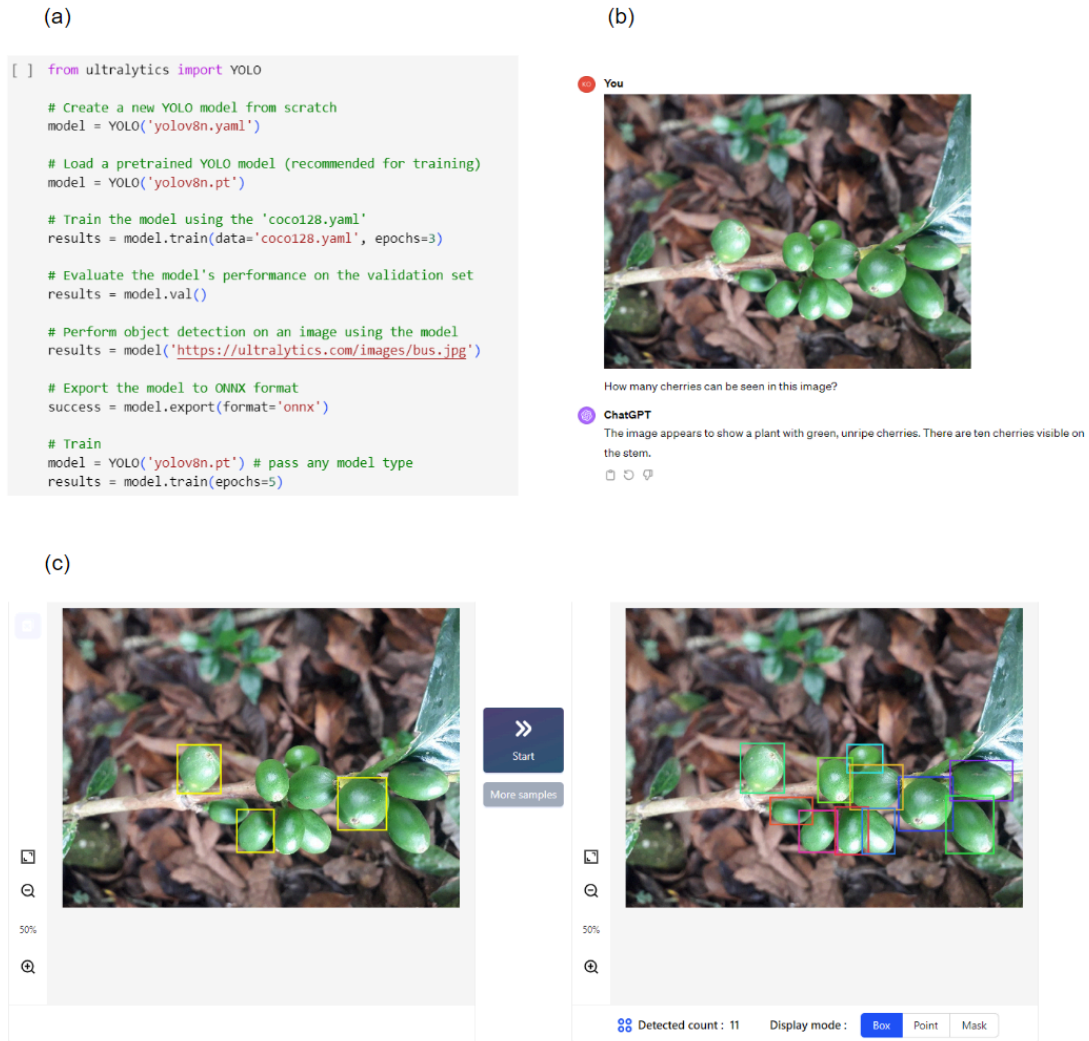 (a)
[ ] from ultralytics import YOLO
# Create a new YOLO model from scratch
model = YOLO('yolov8n.yaml')
# Load a pretrained YOLO model (recommended for training)
model = YOLO('yolov8n.pt')
# Train the model using the 'coco128.yaml'
results = model.train(data='coco128.yaml', epochs=3)
# Evaluate the model's performance on the validation set
results = model.val()
# Perform object detection on an image using the model
results = model('https://ultralytics.com/images/bus.jpg')
# Export the model to ONNX format
success = model.export(format='onnx')
# Train
model = YOLO('yolov8n.pt') # pass any model type
results = model.train(epochs=5)
(b)
KO You
How many cherries can be seen in this image?
ChatGPT
The image appears to show a plant with green, unripe cherries. There are ten cherries visible on
the stem.
(c)
50%
Start
More samples
50%
Detected count : 11 Display mode : Box Point Mask